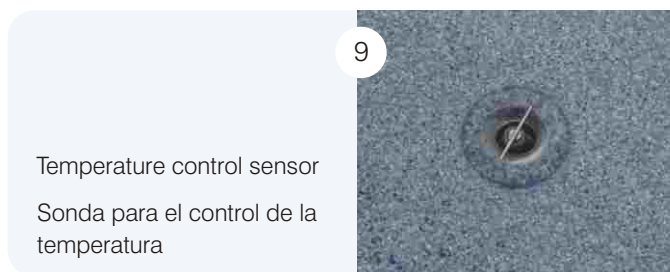 9
Temperature control sensor
Sonda para el control de la
temperatura